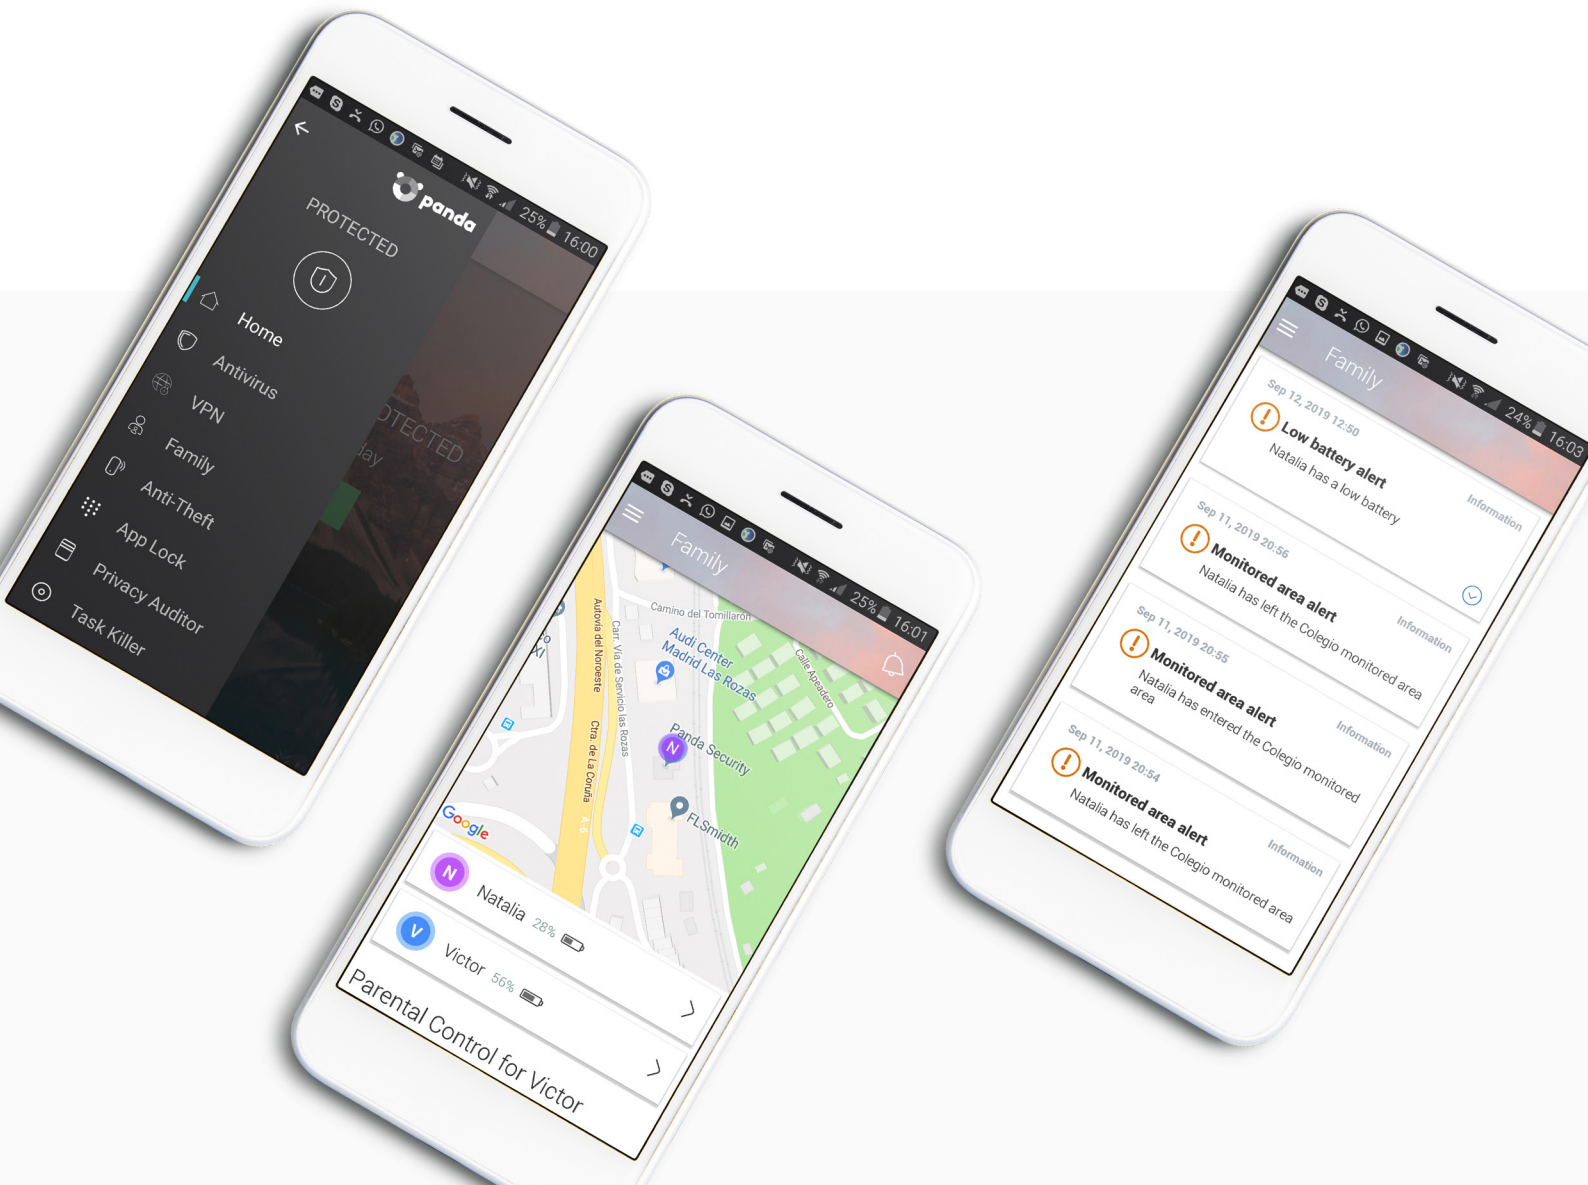 25% 16:00
panda
PROTECTED
Home
Antivirus
VPN
Family
Anti-Theft
App Lock
Privacy Auditor
Task Killer
OTECTED
day
25% 16:01
Family
Camino del Tomillarón
Audi Center
Madrid Las Rozas
Calle Apeadero
Autovía del Noroeste
Carr. Vía de Servicio las Rozas
Ctra. de La Coruña
A-6
Panda Security
N
FLSmidth
Google
N
Natalia 28%
V
Victor 56%
Parental Control for Victor
24% 16:03
Family
Sep 12, 2019 12:50
Low battery alert
Natalia has a low battery
Information
Sep 11, 2019 20:56
Monitored area alert
Natalia has left the Colegio monitored area
Information
Sep 11, 2019 20:55
Monitored area alert
Natalia has entered the Colegio monitored
area
Information
Sep 11, 2019 20:54
Monitored area alert
Natalia has left the Colegio monitored area
Information